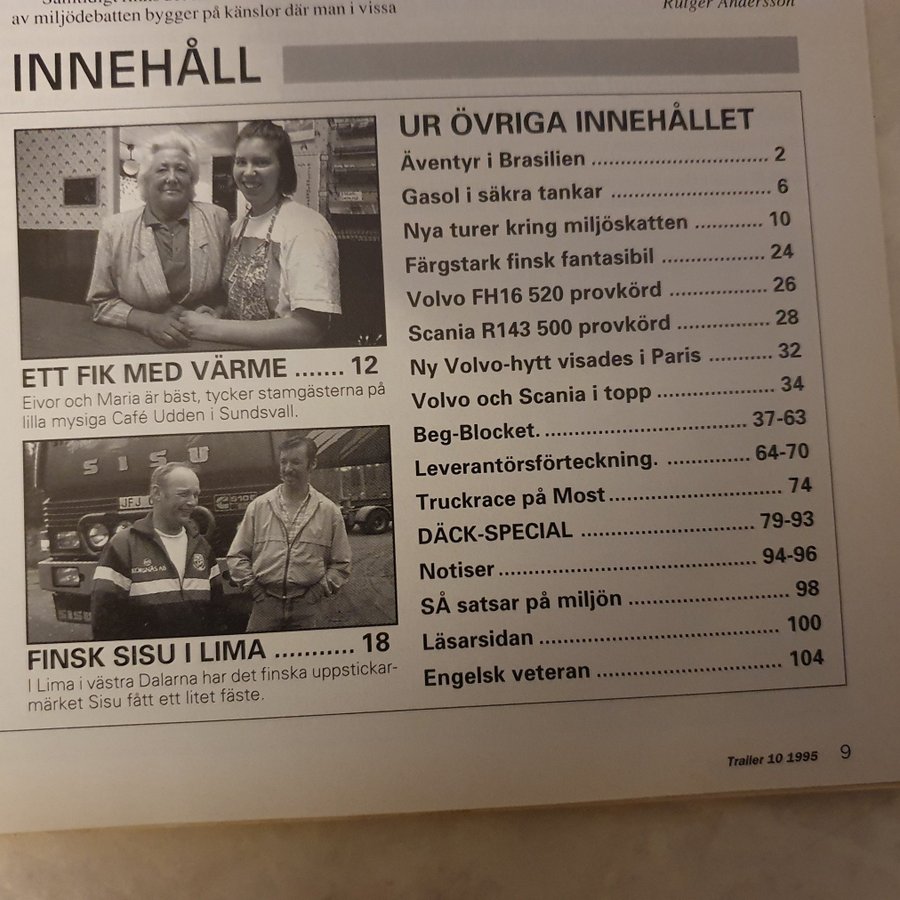 av miljödebatten bygger på känslor där man i vissa
Rutger Andersson
INNEHÅLL
ETT FIK MED VÄRME ....... 12
Eivor och Maria är bäst, tycker stamgästerna på
lilla mysiga Café Udden i Sundsvall.
SISU
JFJ
FINSK SISU I LIMA ........... 18
I Lima i västra Dalarna har det finska uppstickar-
märket Sisu fått ett litet fäste.
UR ÖVRIGA INNEHÅLLET
Äventyr i Brasilien ................................ 2
Gasol i säkra tankar ............................. 6
Nya turer kring miljöskatten ............ 10
Färgstark finsk fantasibil .................. 24
Volvo FH16 520 provkörd ................. 26
Scania R143 500 provkörd ................ 28
Ny Volvo-hytt visades i Paris ........... 32
Volvo och Scania i topp .................... 34
Beg-Blocket. .................................... 37-63
Leverantörsförteckning. .............. 64-70
Truckrace på Most.............................. 74
DÄCK-SPECIAL .............................. 79-93
Notiser............................................. 94-96
SÅ satsar på miljön ........................... 98
Läsarsidan ......................................... 100
Engelsk veteran ................................ 104
Trailer 10 1995 9